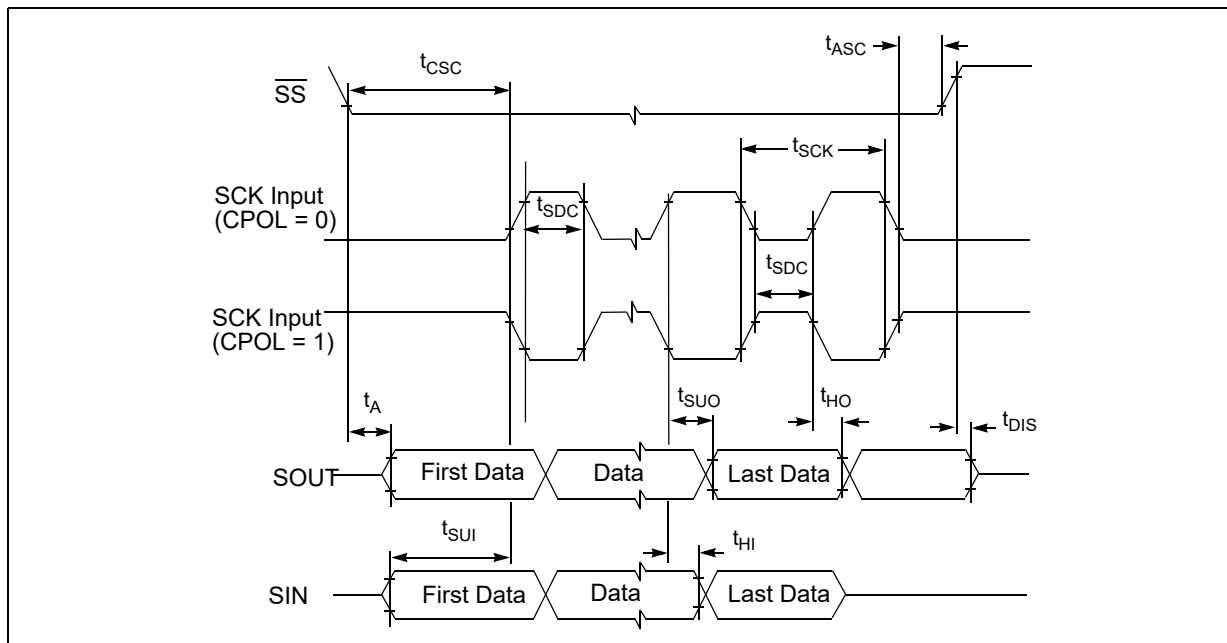 tASC
tCSC
SS
tSCK
SCK Input
(CPOL = 0)
tSDC
tSDC
SCK Input
(CPOL = 1)
tA
tSUO
tHO
tDIS
SOUT
First Data
Data
Last Data
tSUI
tHI
SIN
First Data
Data
Last Data